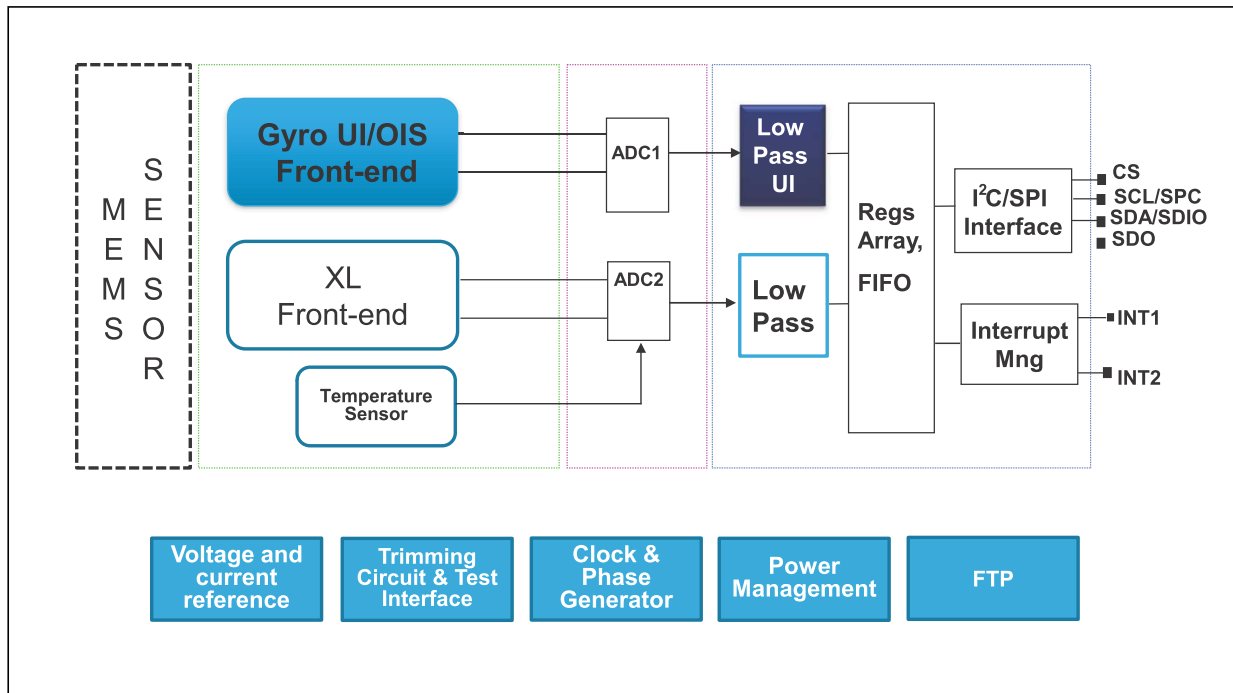 MEMS
SENSOR
Gyro UI/OIS
Front-end
XL
Front-end
Temperature
Sensor
ADC1
ADC2
Low
Pass
UI
Low
Pass
Regs
Array,
FIFO
I²C/SPI
Interface
CS
SCL/SPC
SDA/SDIO
SDO
Interrupt
Mng
INT1
INT2
Voltage and
current
reference
Trimming
Circuit & Test
Interface
Clock &
Phase
Generator
Power
Management
FTP